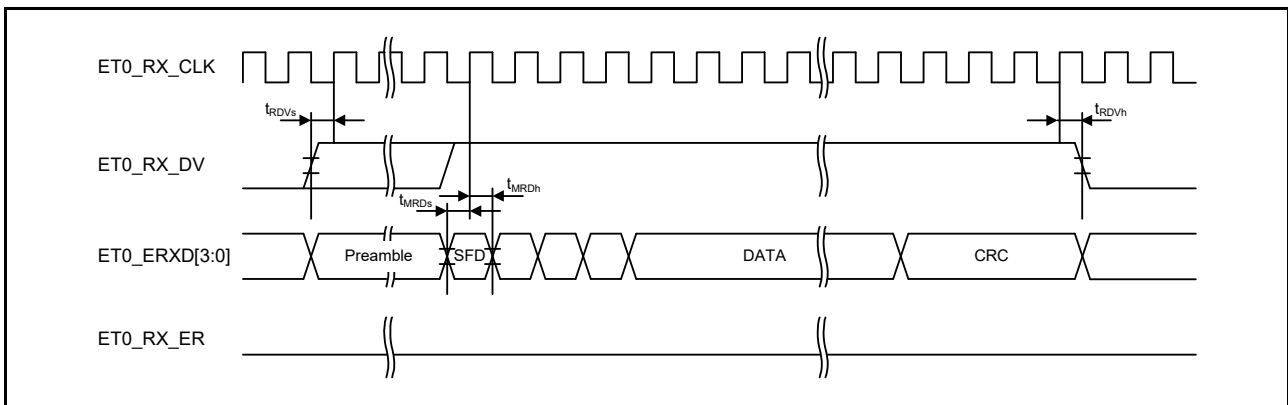 ET0_RX_CLK
tRDVs
tRDVh
ET0_RX_DV
tMRDh
tMRDs
ET0_ERXD[3:0]
Preamble
SFD
DATA
CRC
ET0_RX_ER